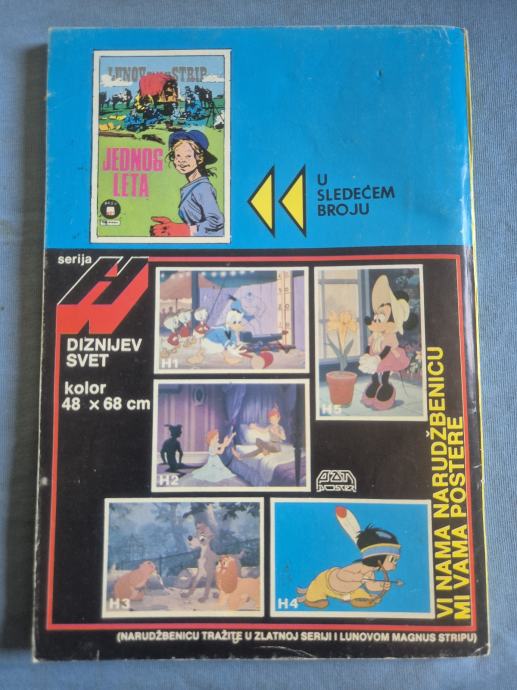 LUNOV MAGNUS STRIP
JEDNOG
LETA
U
SLEDEĆEM
BROJU
serija
H
DIZNIJEV
SVET
kolor
48 × 68 cm
H1
H5
H2
H3
H4
VI NAMA NARUDŽBENICU
MI VAMA POSTERE
(NARUDŽBENICU TRAŽITE U ZLATNOJ SERIJI I LUNOVOM MAGNUS STRIPU)